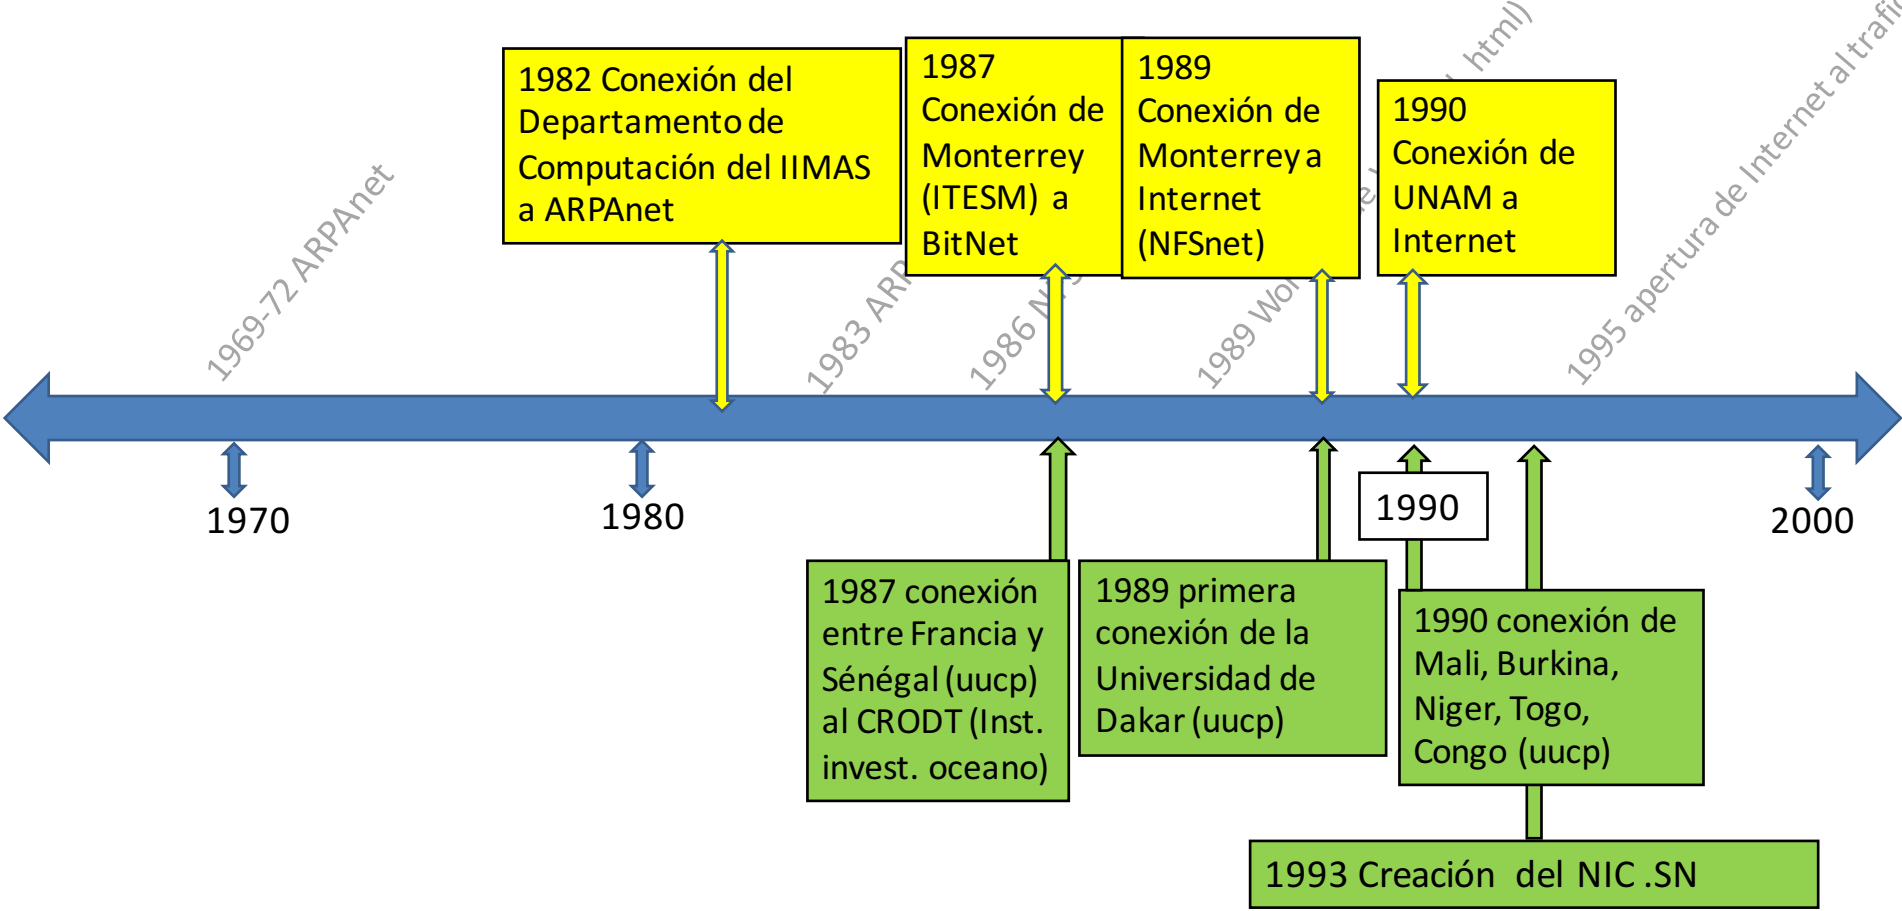 1982 Conexión del
Departamento de
Computación del IIMAS
a ARPAnet
1987
Conexión de
Monterrey
(ITESM) a
BitNet
1989
Conexión de
Monterrey a
Internet
(NFSnet)
1990
Conexión de
UNAM a
Internet
1969-72 ARPAnet
1983
1986
1989
html)
1995 apertura de Internet al
1970
1980
1990
2000
1987 conexión
entre Francia y
Sénégal (uucp)
al CRODT (Inst.
invest. oceano)
1989 primera
conexión de la
Universidad de
Dakar (uucp)
1990 conexión de
Mali, Burkina,
Niger, Togo,
Congo (uucp)
1993 Creación del NIC .SN